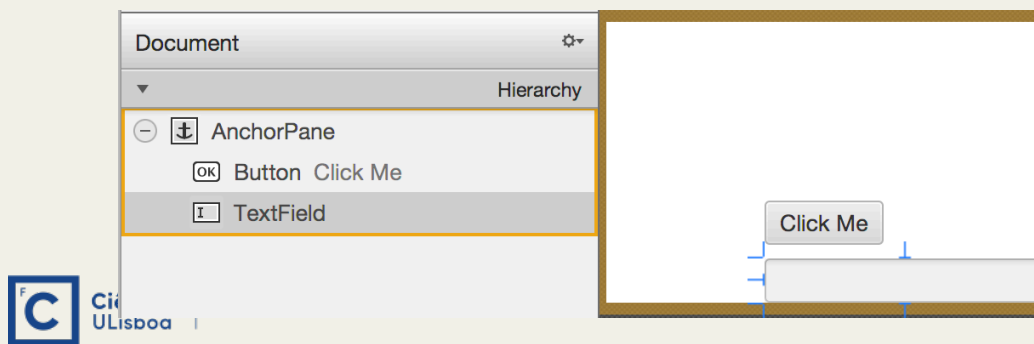 Document
Hierarchy
AnchorPane
OK Button Click Me
I TextField
Click Me
F
C
ULisboa